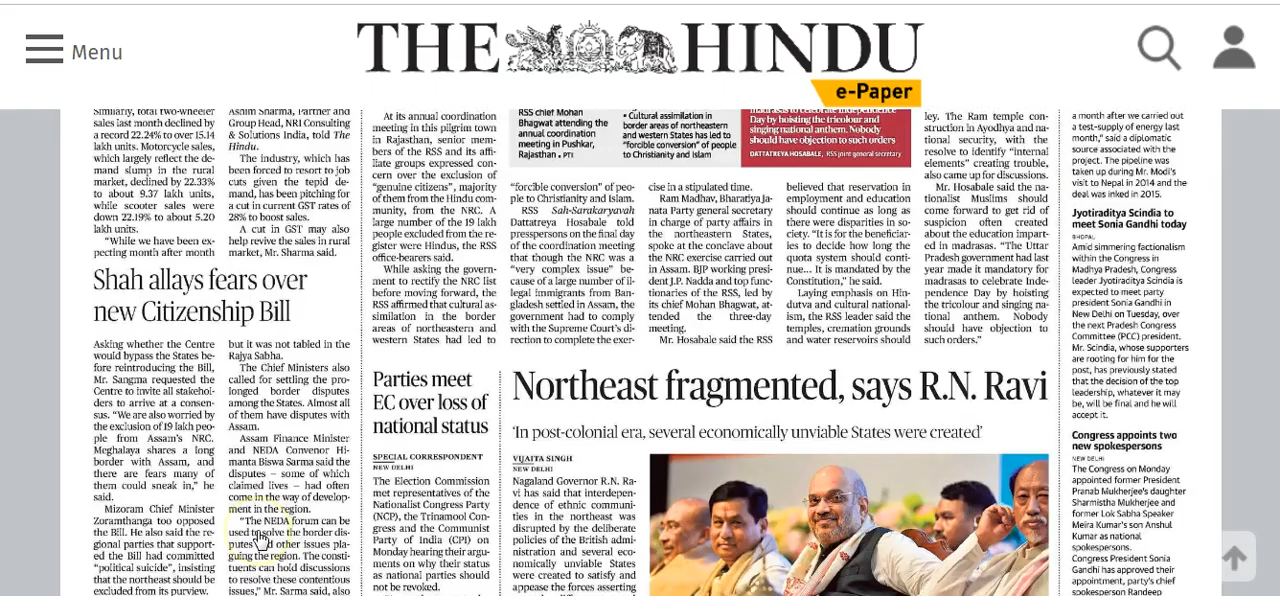 Menu
THE HINDU
e-Paper
Similarly, total two-wheeler
sales last month declined by
a record 22.24% to over 15.14
lakh units. Motorcycle sales,
which largely reflect the de-
mand slump in the rural
market, declined by 22.33%
to about 9.37 lakh units,
while scooter sales were
down 22.19% to about 5.20
lakh units.
"While we have been ex-
pecting month after month
Ashim Sharma, Partner and
Group Head, NRI Consulting
& Solutions India, told The
Hindu.
The industry, which has
been forced to resort to job
cuts given the tepid de-
mand, has been pitching for
a cut in current GST rates of
28% to boost sales.
A cut in GST may also
help revive the sales in rural
market, Mr. Sharma said.
Shah allays fears over
new Citizenship Bill
Asking whether the Centre
would bypass the States be-
fore reintroducing the Bill,
Mr. Sangma requested the
Centre to invite all stakehol-
ders to arrive at a consen-
sus. "We are also worried by
the exclusion of 19 lakh peo-
ple from Assam's NRC.
Meghalaya shares a long
border with Assam, and
there are fears many of
them could sneak in," he
said.
Mizoram Chief Minister
Zoramthanga too opposed
the Bill. He also said the re-
gional parties that support-
ed the Bill had committed
"political suicide", insisting
that the northeast should be
excluded from its purview.
but it was not tabled in the
Rajya Sabha.
The Chief Ministers also
called for settling the pro-
longed border disputes
among the States. Almost all
of them have disputes with
Assam.
Assam Finance Minister
and NEDA Convenor Hi-
manta Biswa Sarma said the
disputes – some of which
claimed lives – had often
come in the way of develop-
ment in the region.
"The NEDA forum can be
used to resolve the border dis-
putes and other issues pla-
guing the region. The consti-
tuents can hold discussions
to resolve these contentious
issues," Mr. Sarma said, also
At its annual coordination
meeting in this pilgrim town
in Rajasthan, senior mem-
bers of the RSS and its affil-
iate groups expressed con-
cern over the exclusion of
"genuine citizens", majority
of them from the Hindu com-
munity, from the NRC. A
large number of the 19 lakh
people excluded from the re-
gister were Hindus, the RSS
office-bearers said.
While asking the govern-
ment to rectify the NRC list
before moving forward, the
RSS affirmed that cultural as-
similation in the border
areas of northeastern and
western States had led to
RSS chief Mohan
Bhagwat attending the
annual coordination
meeting in Pushkar,
Rajasthan. • PTI
• Cultural assimilation in
border areas of northeastern
and western States has led to
"forcible conversion" of people
to Christianity and Islam
Day by hoisting the tricolour and
singing national anthem. Nobody
should have objection to such orders
DATTATREYA HOSABALE, RSS joint general secretary
"forcible conversion" of peo-
ple to Christianity and Islam.
RSS Sah-Sarakaryavah
Dattatreya Hosabale told
presspersons on the final day
of the coordination meeting
that though the NRC was a
"very complex issue" be-
cause of a large number of il-
legal immigrants from Ban-
gladesh settled in Assam, the
government had to comply
with the Supreme Court's di-
rection to complete the exer-
cise in a stipulated time.
Ram Madhav, Bharatiya Ja-
nata Party general secretary
in charge of party affairs in
the northeastern States,
spoke at the conclave about
the NRC exercise carried out
in Assam. BJP working presi-
dent J.P. Nadda and top func-
tionaries of the RSS, led by
its chief Mohan Bhagwat, at-
tended the three-day
meeting.
Mr. Hosabale said the RSS
believed that reservation in
employment and education
should continue as long as
there were disparities in so-
ciety. "It is for the beneficiar-
ies to decide how long the
quota system should conti-
nue... It is mandated by the
Constitution," he said.
Laying emphasis on Hin-
dutva and cultural national-
ism, the RSS leader said the
temples, cremation grounds
and water reservoirs should
ley. The Ram temple con-
struction in Ayodhya and na-
tional security, with the
resolve to identify "internal
elements" creating trouble,
also came up for discussions.
Mr. Hosabale said the na-
tionalist Muslims should
come forward to get rid of
suspicion often created
about the education impart-
ed in madrasas. "The Uttar
Pradesh government had last
year made it mandatory for
madrasas to celebrate Inde-
pendence Day by hoisting
the tricolour and singing na-
tional anthem. Nobody
should have objection to
such orders."
Parties meet
EC over loss of
national status
SPECIAL CORRESPONDENT
NEW DELHI
The Election Commission
met representatives of the
Nationalist Congress Party
(NCP), the Trinamool Con-
gress and the Communist
Party of India (CPI) on
Monday hearing their argu-
ments on why their status
as national parties should
not be revoked.
Northeast fragmented, says R.N. Ravi
'In post-colonial era, several economically unviable States were created'
VIJAITA SINGH
NEW DELHI
Nagaland Governor R.N. Ra-
vi has said that interdepen-
dence of ethnic communi-
ties in the northeast was
disrupted by the deliberate
policies of the British admi-
nistration and several eco-
nomically unviable States
were created to satisfy and
appease the forces asserting
a month after we carried out
a test-supply of energy last
month," said a diplomatic
source associated with the
project. The pipeline was
taken up during Mr. Modi's
visit to Nepal in 2014 and the
deal was inked in 2015.
Jyotiraditya Scindia to
meet Sonia Gandhi today
BHOPAL
Amid simmering factionalism
within the Congress in
Madhya Pradesh, Congress
leader Jyotiraditya Scindia is
expected to meet party
president Sonia Gandhi in
New Delhi on Tuesday, over
the next Pradesh Congress
Committee (PCC) president.
Mr. Scindia, whose supporters
are rooting for him for the
post, has previously stated
that the decision of the top
leadership, whatever it may
be, will be final and he will
accept it.
Congress appoints two
new spokespersons
NEW DELHI
The Congress on Monday
appointed former President
Pranab Mukherjee's daughter
Sharmistha Mukherjee and
former Lok Sabha Speaker
Meira Kumar's son Anshul
Kumar as national
spokespersons.
Congress President Sonia
Gandhi has approved their
appointment, party's chief
spokesperson Randeep